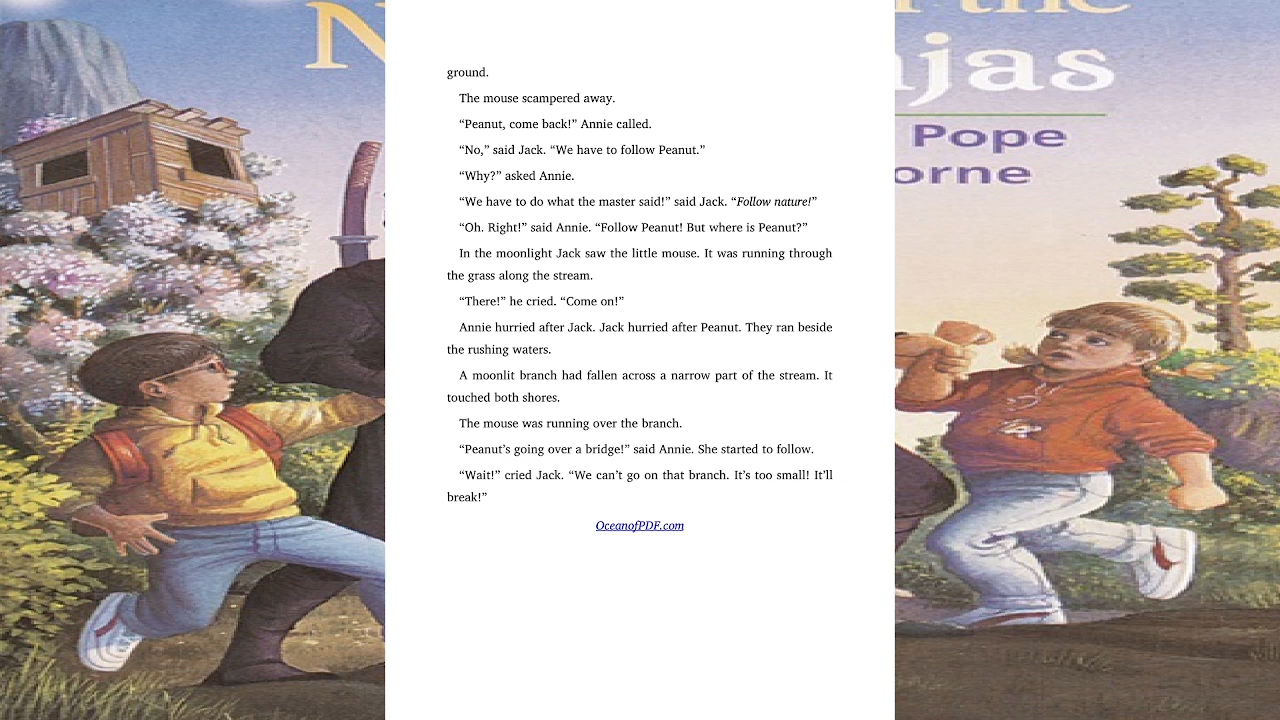 N
the
jas
Pope
orne
ground.
The mouse scampered away.
“Peanut, come back!” Annie called.
“No,” said Jack. “We have to follow Peanut.”
“Why?” asked Annie.
“We have to do what the master said!” said Jack. “Follow nature!”
“Oh. Right!” said Annie. “Follow Peanut! But where is Peanut?”
In the moonlight Jack saw the little mouse. It was running through
the grass along the stream.
“There!” he cried. “Come on!”
Annie hurried after Jack. Jack hurried after Peanut. They ran beside
the rushing waters.
A moonlit branch had fallen across a narrow part of the stream. It
touched both shores.
The mouse was running over the branch.
“Peanut’s going over a bridge!” said Annie. She started to follow.
“Wait!” cried Jack. “We can’t go on that branch. It’s too small! It’ll
break!”
OceanofPDF.com